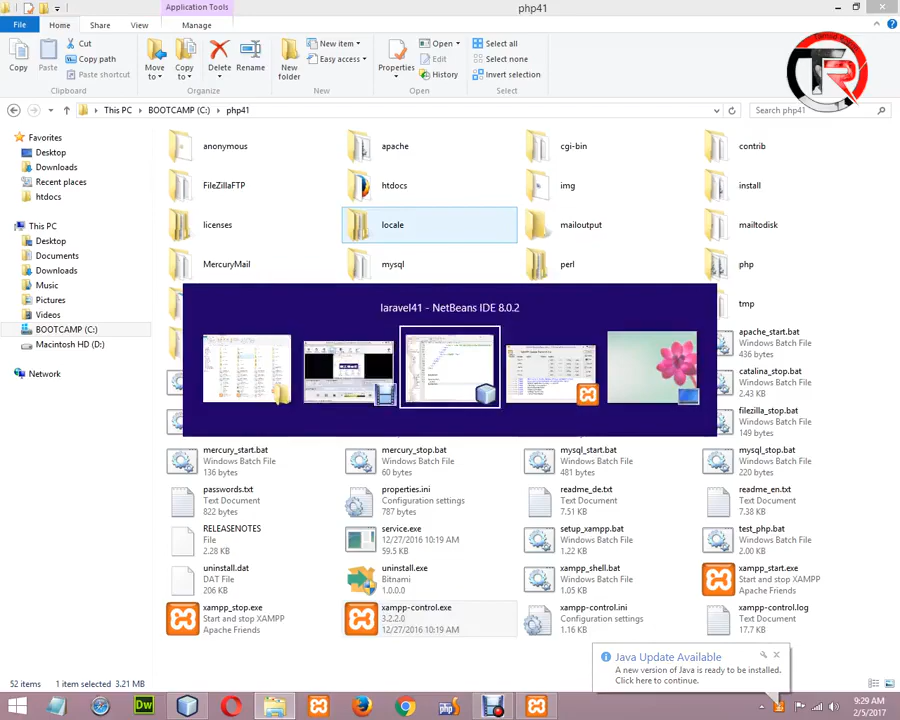 Application Tools
php41
File
Home
Share
View
Manage
Copy
Paste
Cut
Copy path
Paste shortcut
Clipboard
Move to
Copy to
Delete
Rename
Organize
New folder
New item
Easy access
New
Properties
Open
Edit
History
Open
Select all
Select none
Invert selection
Select
This PC
BOOTCAMP (C:)
php41
Search php41
Favorites
Desktop
Downloads
Recent places
htdocs
This PC
Desktop
Documents
Downloads
Music
Pictures
Videos
BOOTCAMP (C:)
Macintosh HD (D:)
Network
anonymous
apache
cgi-bin
contrib
FileZillaFTP
htdocs
img
install
licenses
locale
mailoutput
mailtodisk
MercuryMail
mysql
perl
php
tmp
laravel41 - NetBeans IDE 8.0.2
apache_start.bat
Windows Batch File
436 bytes
catalina_stop.bat
Windows Batch File
2.43 KB
filezilla_stop.bat
Windows Batch File
149 bytes
mercury_start.bat
Windows Batch File
136 bytes
mercury_stop.bat
Windows Batch File
60 bytes
mysql_start.bat
Windows Batch File
481 bytes
mysql_stop.bat
Windows Batch File
220 bytes
passwords.txt
Text Document
822 bytes
properties.ini
Configuration settings
787 bytes
readme_de.txt
Text Document
7.51 KB
readme_en.txt
Text Document
7.38 KB
RELEASENOTES
File
2.28 KB
service.exe
12/27/2016 10:19 AM
59.5 KB
setup_xampp.bat
Windows Batch File
1.22 KB
test_php.bat
Windows Batch File
2.00 KB
uninstall.dat
DAT File
206 KB
uninstall.exe
Bitnami
1.0.0.0
xampp_shell.bat
Windows Batch File
1.05 KB
xampp_start.exe
Start and stop XAMPP
Apache Friends
xampp_stop.exe
Start and stop XAMPP
Apache Friends
xampp-control.exe
3.2.2.0
12/27/2016 10:19 AM
xampp-control.ini
Configuration settings
1.16 KB
xampp-control.log
Text Document
17.7 KB
Java Update Available
A new version of Java is ready to be installed.
Click here to continue.
52 items
1 item selected 3.21 MB
Dw
php
9:29 AM
2/5/2017